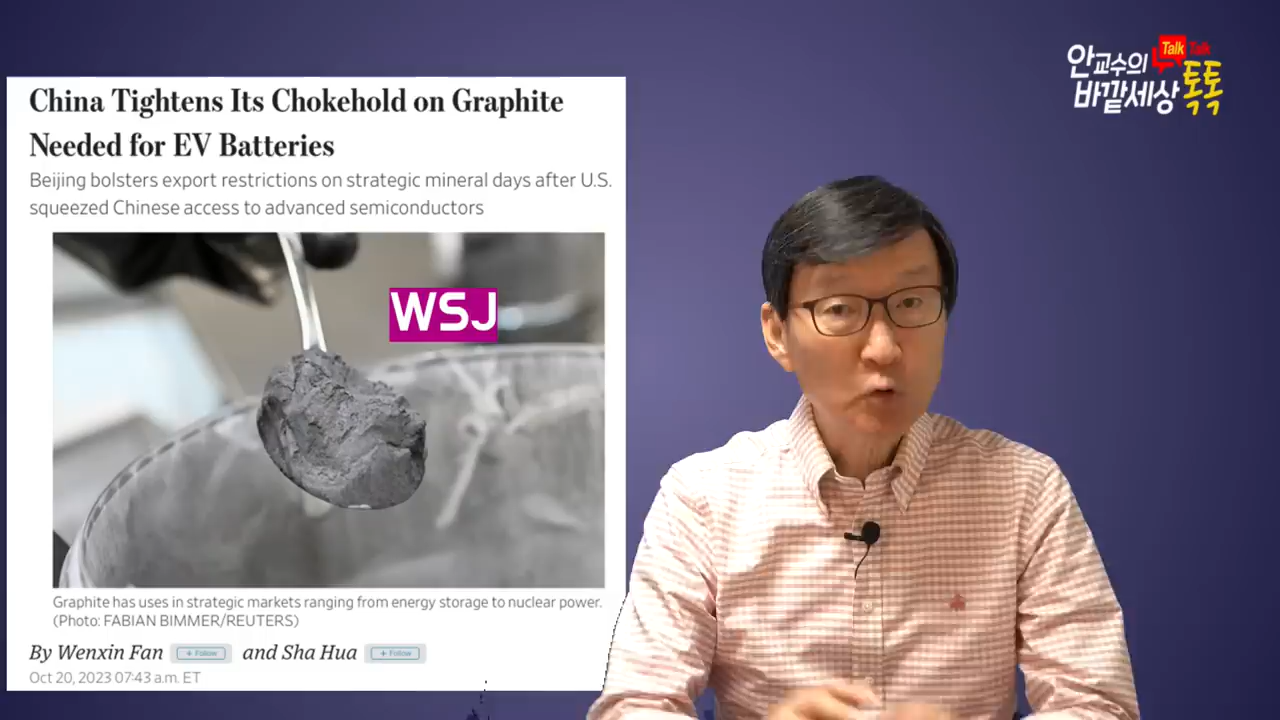 China Tightens Its Chokehold on Graphite
Needed for EV Batteries
Beijing bolsters export restrictions on strategic mineral days after U.S.
squeezed Chinese access to advanced semiconductors
WSJ
Graphite has uses in strategic markets ranging from energy storage to nuclear power.
(Photo: FABIAN BIMMER/REUTERS)
By Wenxin Fan + Follow and Sha Hua + Follow
Oct 20, 2023 07:43 a.m. ET
Talk Talk
안교수의
바깥세상 톡톡